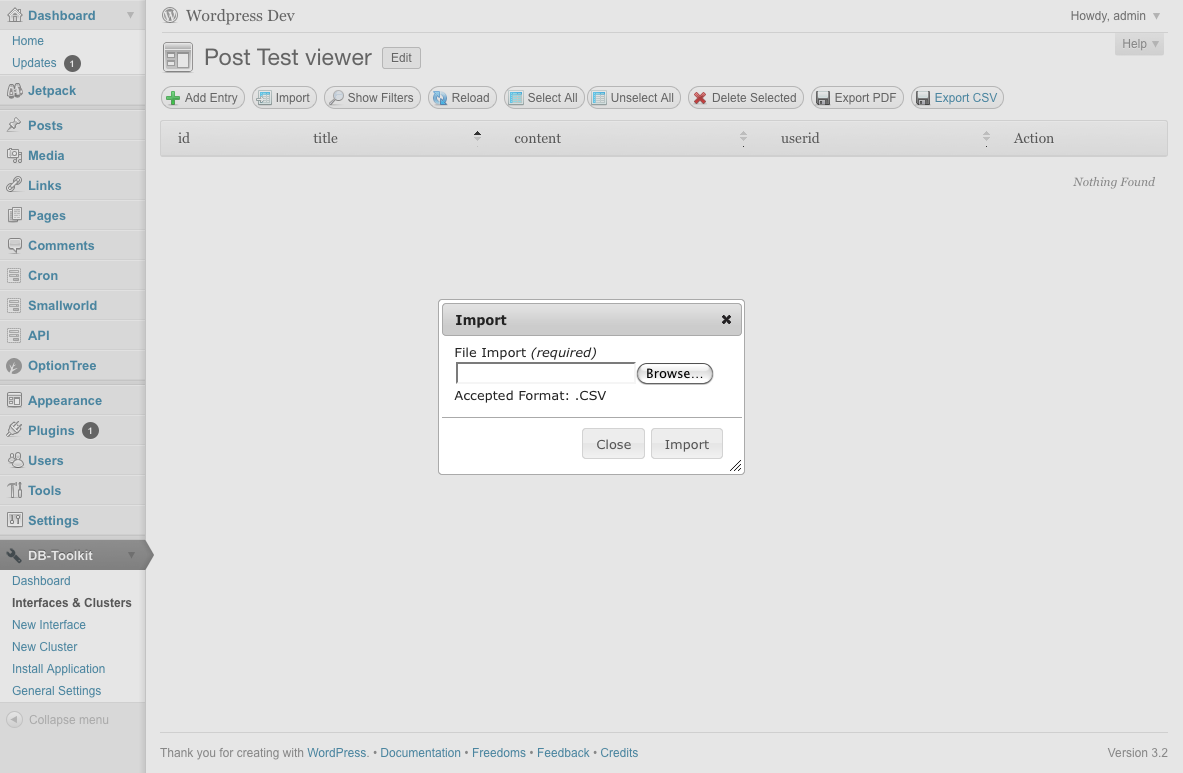 Dashboard
Home
Updates 1
Jetpack
Posts
Media
Links
Pages
Comments
Cron
Smallworld
API
OptionTree
Appearance
Plugins 1
Users
Tools
Settings
DB-Toolkit
Dashboard
Interfaces & Clusters
New Interface
New Cluster
Install Application
General Settings
Collapse menu
Wordpress Dev
Howdy, admin
Help
Post Test viewer Edit
Add Entry Import Show Filters Reload Select All Unselect All Delete Selected Export PDF Export CSV
id title content userid Action
Nothing Found
Import
File Import (required)
Browse...
Accepted Format: .CSV
Close Import
Thank you for creating with WordPress. • Documentation • Freedoms • Feedback • Credits
Version 3.2